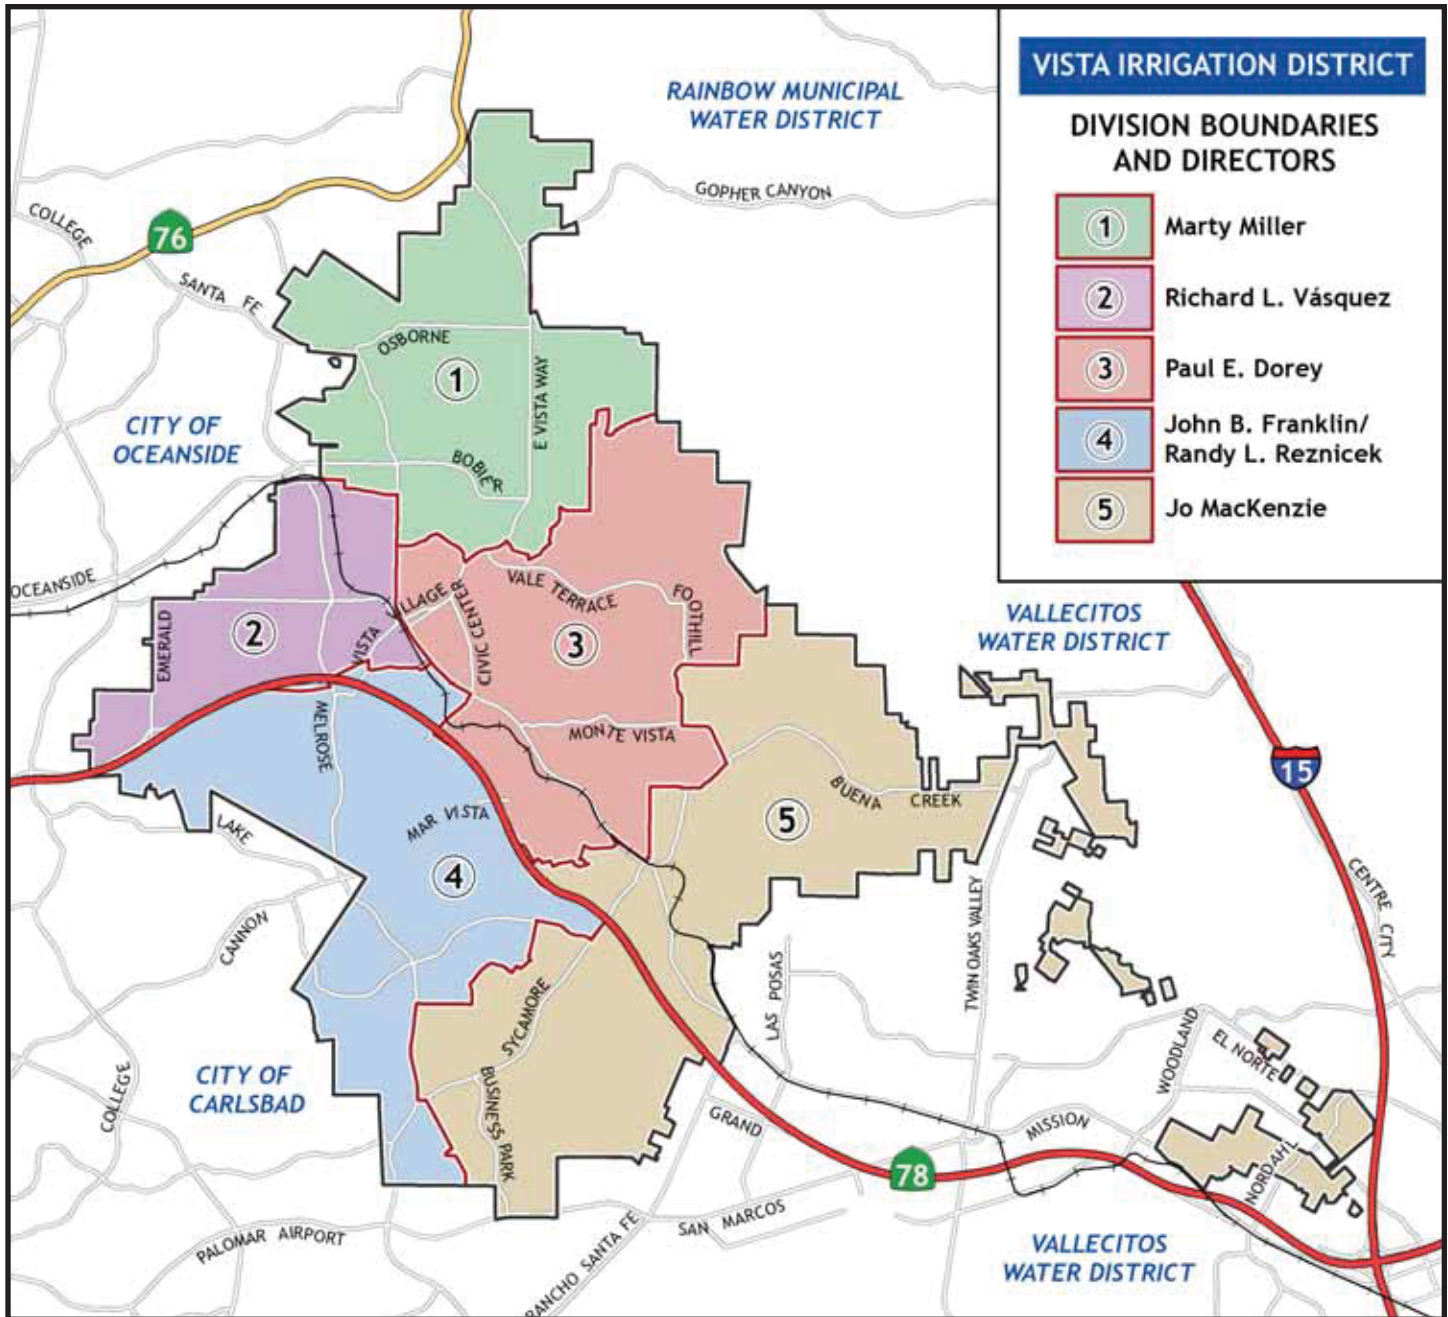 VISTA IRRIGATION DISTRICT
DIVISION BOUNDARIES
AND DIRECTORS
1 Marty Miller
2 Richard L. Vásquez
3 Paul E. Dorey
4 John B. Franklin/
Randy L. Reznicek
5 Jo MacKenzie
RAINBOW MUNICIPAL
WATER DISTRICT
GOPHER CANYON
COLLEGE
76
SANTA FE
OSBORNE
1
E VISTA WAY
CITY OF
OCEANSIDE
BOBIER
OCEANSIDE
EMERALD
2
VISTA VILLAGE
CIVIC CENTER
VALE TERRACE
FOOTHILL
3
VALLECITOS
WATER DISTRICT
MELROSE
MONTE VISTA
BUENA CREEK
15
MAR VISTA
5
LAKE
4
CANNON
CENTRE CITY
TWIN OAKS VALLEY
LAS POSAS
SYCAMORE
WOODLAND
EL NORTE
CITY OF
CARLSBAD
COLLEGE
BUSINESS PARK
GRAND
MISSION
78
NORDAHL
SAN MARCOS
PALOMAR AIRPORT
RANCHO SANTA FE
VALLECITOS
WATER DISTRICT